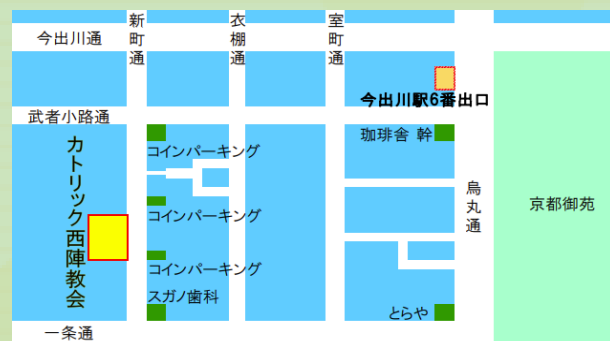 新町通
衣棚通
室町通
今出川通
今出川駅6番出口
武者小路通
珈琲舎 幹
カトリック西陣教会
コインパーキング
コインパーキング
烏丸通
京都御苑
コインパーキング
スガノ歯科
とらや
一条通